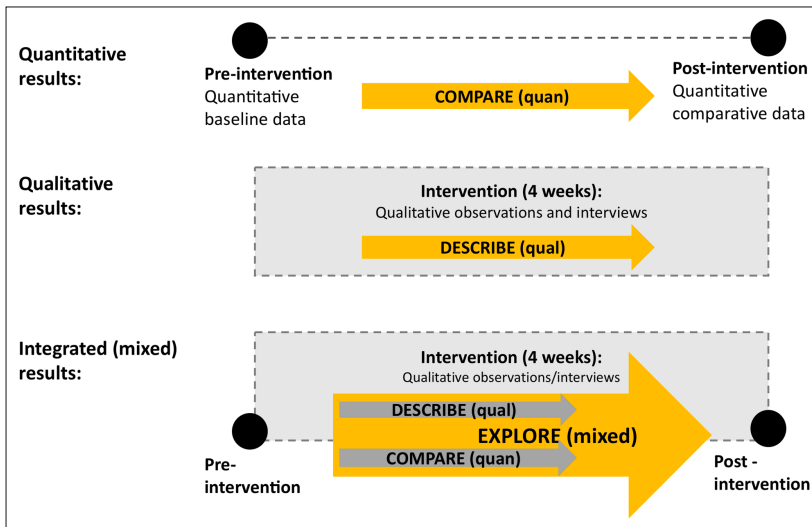 Quantitative
results:
Pre-intervention
Quantitative
baseline data
COMPARE (quan)
Post-intervention
Quantitative
comparative data
Qualitative
results:
Intervention (4 weeks):
Qualitative observations and interviews
DESCRIBE (qual)
Integrated (mixed)
results:
Intervention (4 weeks):
Qualitative observations/interviews
DESCRIBE (qual)
EXPLORE (mixed)
COMPARE (quan)
Pre-
intervention
Post -
intervention